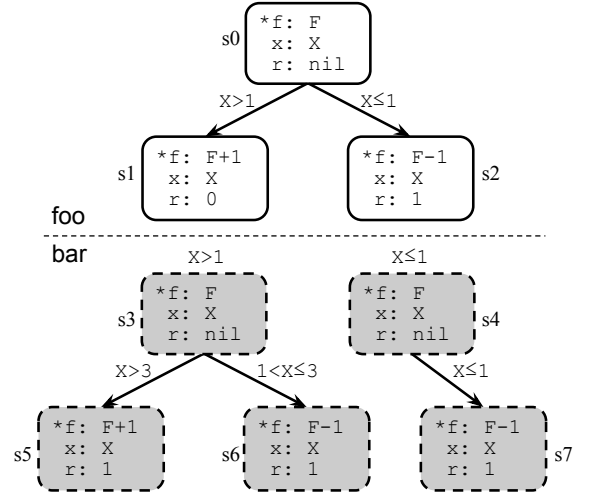 s0
*f: F
x: X
r: nil
X>1 X≤1
s1
*f: F+1
x: X
r: 0
*f: F-1
x: X
r: 1
s2
foo
bar
X>1 X≤1
s3
*f: F
x: X
r: nil
*f: F
x: X
r: nil
s4
X>3 1<X≤3 X≤1
s5
*f: F+1
x: X
r: 1
s6
*f: F-1
x: X
r: 1
*f: F-1
x: X
r: 1
s7